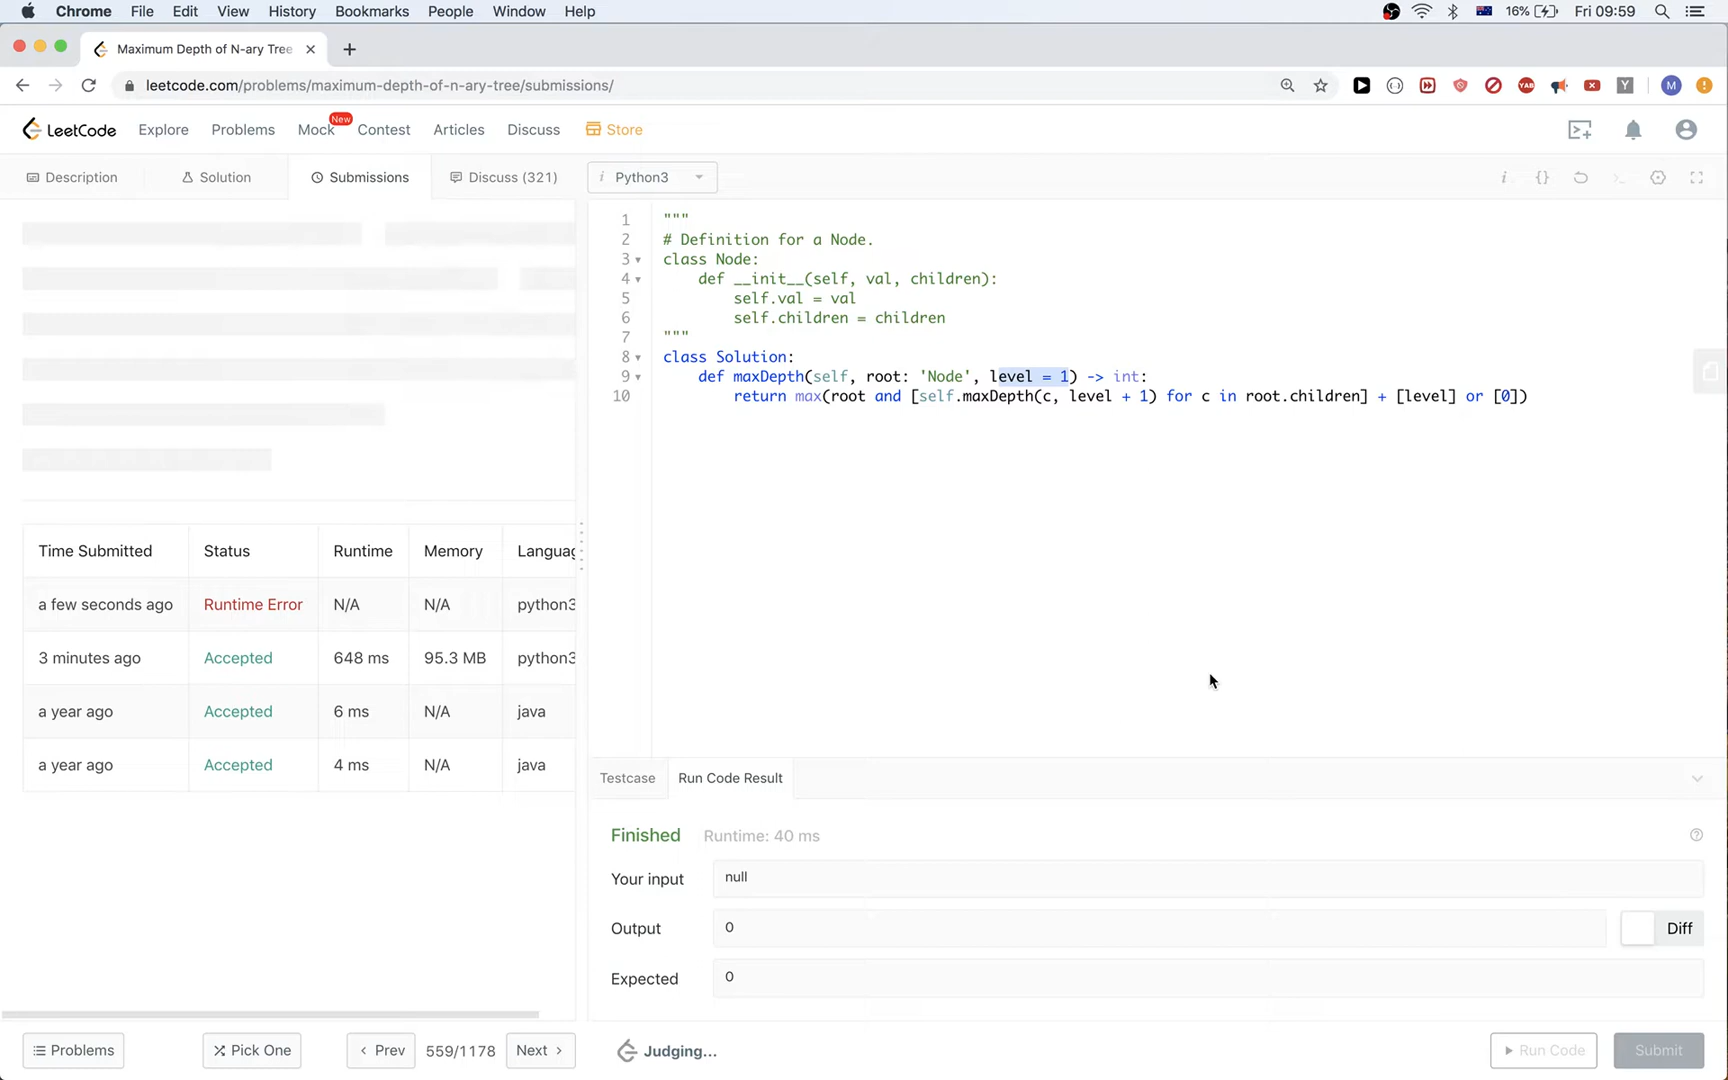 Chrome File Edit View History Bookmarks People Window Help 16% Fri 09:59
Maximum Depth of N-ary Tree
leetcode.com/problems/maximum-depth-of-n-ary-tree/submissions/ YAB Y M
LeetCode Explore Problems Mock New Contest Articles Discuss Store
Description Solution Submissions Discuss (321) i Python3 i {}
1 """
2 # Definition for a Node.
3 class Node:
4 def __init__(self, val, children):
5 self.val = val
6 self.children = children
7 """
8 class Solution:
9 def maxDepth(self, root: 'Node', level = 1) -> int:
10 return max(root and [self.maxDepth(c, level + 1) for c in root.children] + [level] or [0])
Time Submitted Status Runtime Memory Languag
a few seconds ago Runtime Error N/A N/A python3
3 minutes ago Accepted 648 ms 95.3 MB python3
a year ago Accepted 6 ms N/A java
a year ago Accepted 4 ms N/A java
Testcase Run Code Result
Finished Runtime: 40 ms
Your input null
Output 0 Diff
Expected 0
Problems Pick One Prev 559/1178 Next Judging... Run Code Submit